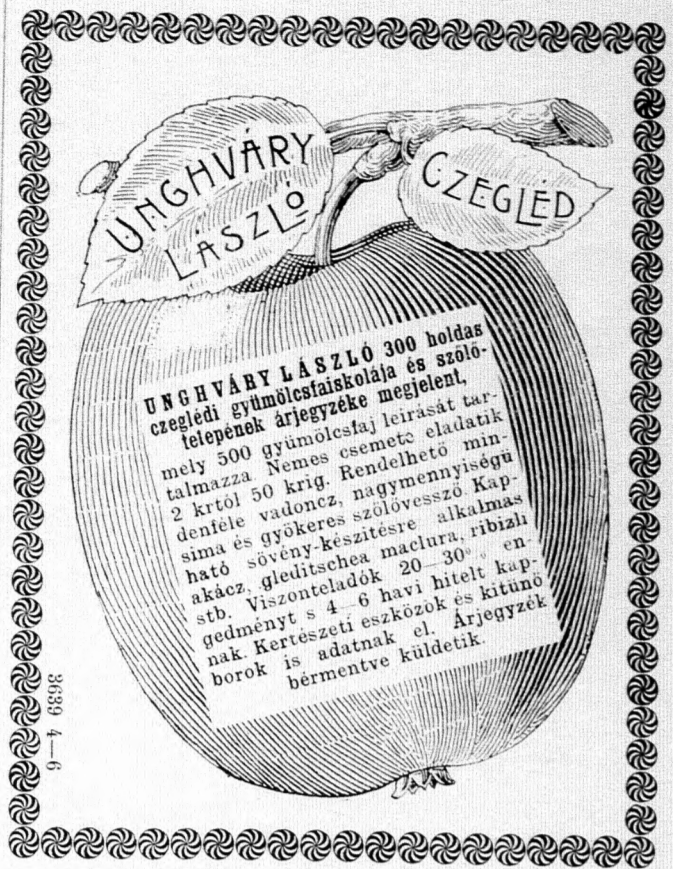 UNGHVÁRY
LÁSZLÓ
CZEGLÉD
UNGHVÁRY LÁSZLÓ 300 holdas
czeglédi gyümölcsfaiskolája és szőlő-
telepének árjegyzéke megjelent,
mely 500 gyümölcsfaj leirását tar-
talmazza. Nemes csemete eladatik
2 krtól 50 krig. Rendelhető min-
denféle vadoncz, nagymennyiségü
sima és gyökeres szőlővessző. Kap-
ható sövény-készitésre alkalmas
akácz, gleditschea maclura, ribizli
stb. Viszonteladók 20—30% en-
gedményt s 4—6 havi hitelt kap-
nak. Kertészeti eszközök és kitünő
borok is adatnak el. Árjegyzék
bérmentve küldetik.
3639 4—6